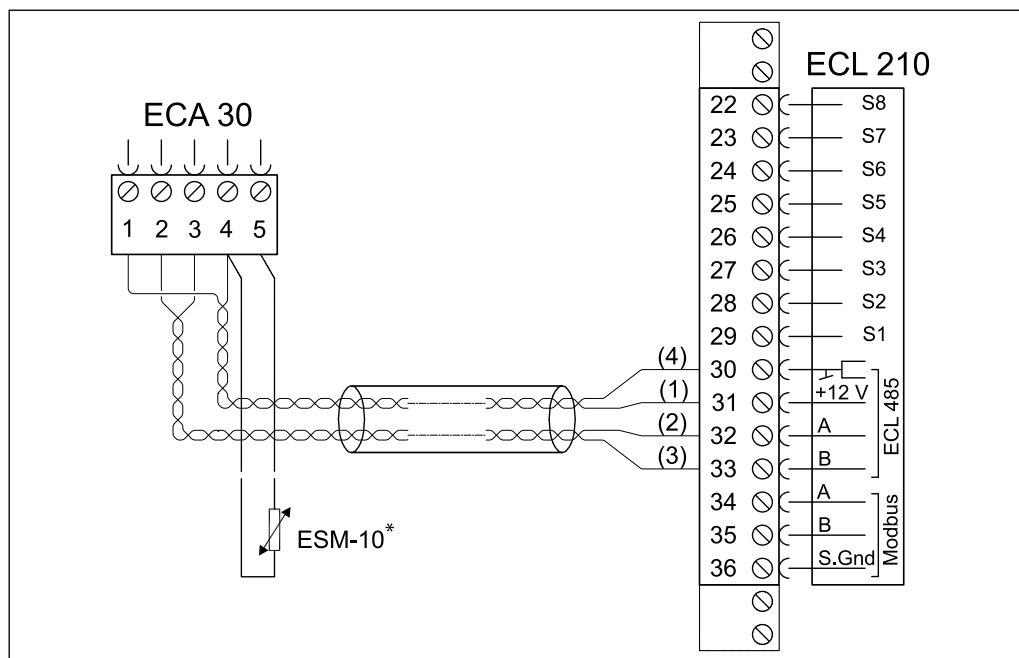 ECA 30
1 2 3 4 5
ESM-10*
ECL 210
22 S8
23 S7
24 S6
25 S5
26 S4
27 S3
28 S2
29 S1
(4) 30
(1) 31 +12 V
(2) 32 A
(3) 33 B
ECL 485
34 A
35 B
36 S.Gnd
Modbus